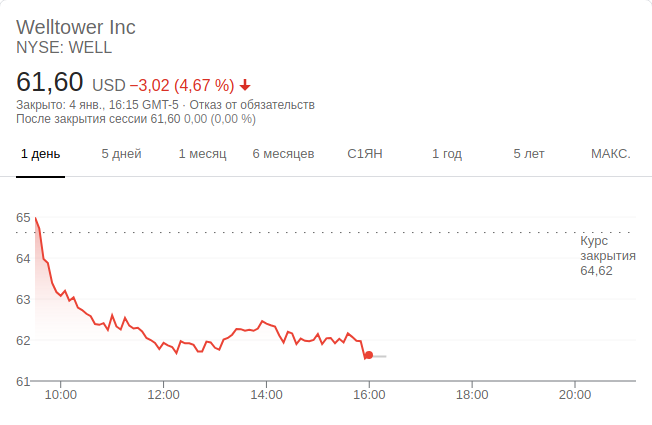 Welltower Inc
NYSE: WELL
61,60 USD −3,02 (4,67 %)
Закрыто: 4 янв., 16:15 GMT-5 · Отказ от обязательств
После закрытия сессии 61,60 0,00 (0,00 %)
1 день 5 дней 1 месяц 6 месяцев С1ЯН 1 год 5 лет МАКС.
65
Курс
закрытия
64,62
64
63
62
61
10:00 12:00 14:00 16:00 18:00 20:00